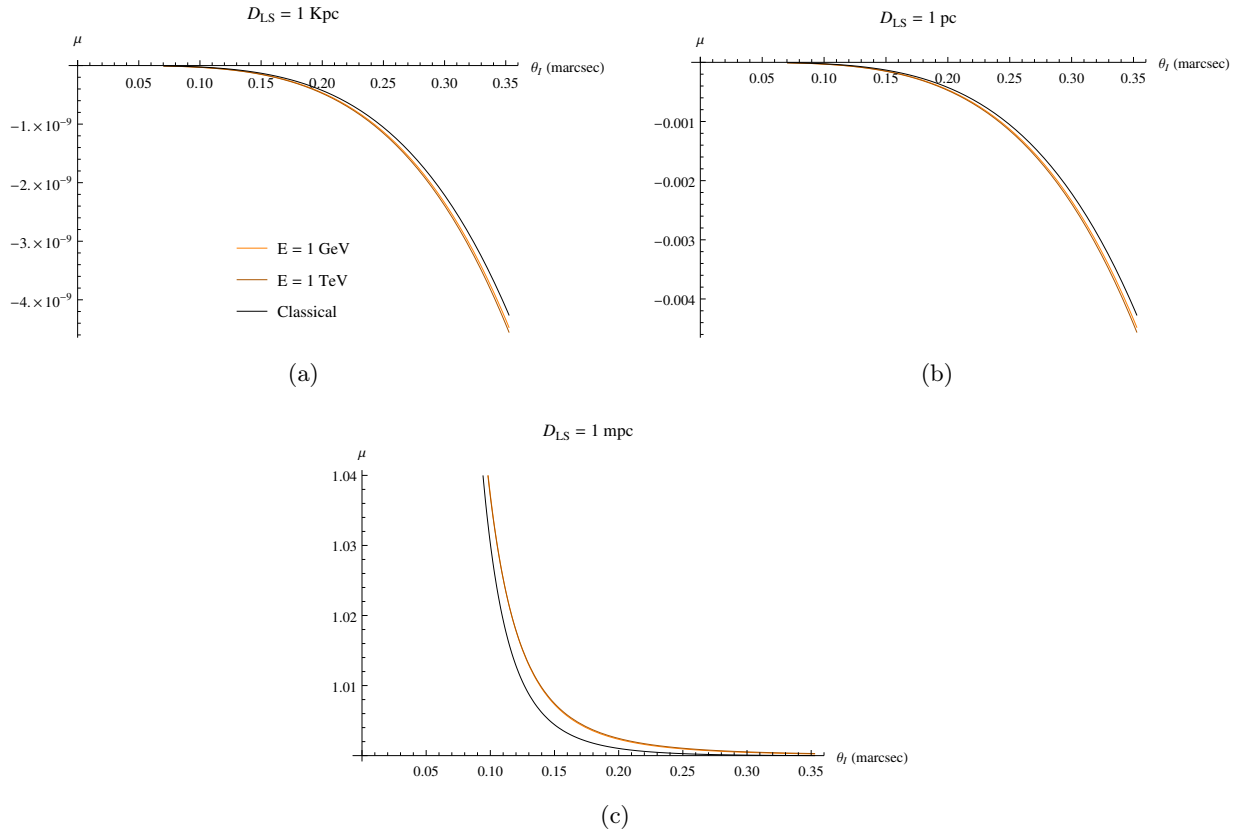 D_LS = 1 Kpc
μ
θ_I (marcsec)
0.05 0.10 0.15 0.20 0.25 0.30 0.35
−1.×10⁻⁹
−2.×10⁻⁹
−3.×10⁻⁹
−4.×10⁻⁹
E = 1 GeV
E = 1 TeV
Classical
(a)
D_LS = 1 pc
μ
θ_I (marcsec)
0.05 0.10 0.15 0.20 0.25 0.30 0.35
−0.001
−0.002
−0.003
−0.004
(b)
D_LS = 1 mpc
μ
1.04
1.03
1.02
1.01
θ_I (marcsec)
0.05 0.10 0.15 0.20 0.25 0.30 0.35
(c)